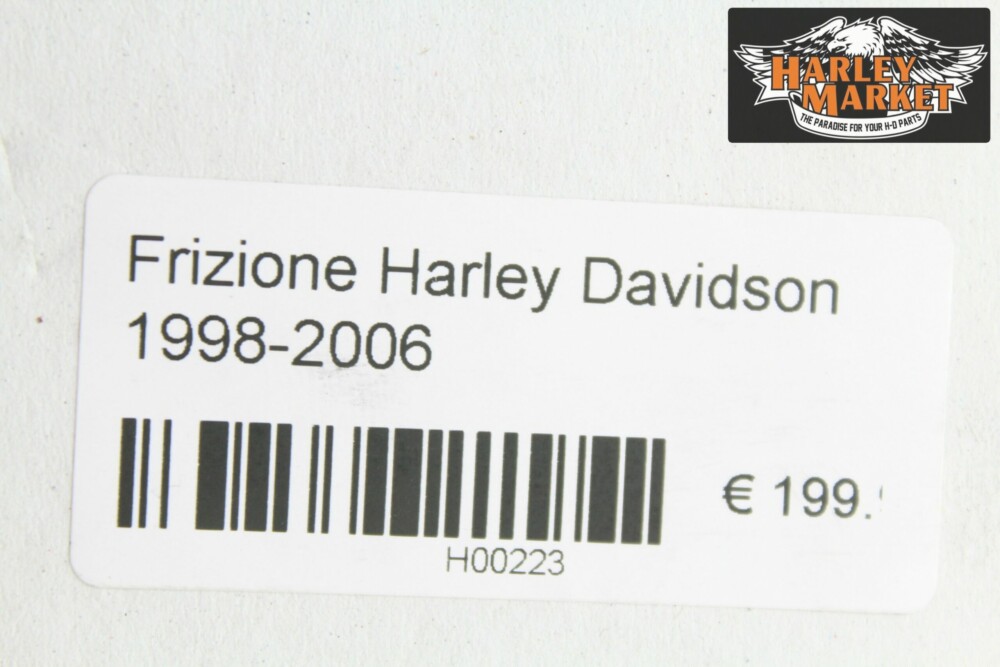 HARLEY
MARKET
THE PARADISE FOR YOUR H-D PARTS
Frizione Harley Davidson
1998-2006
€ 199.
H00223